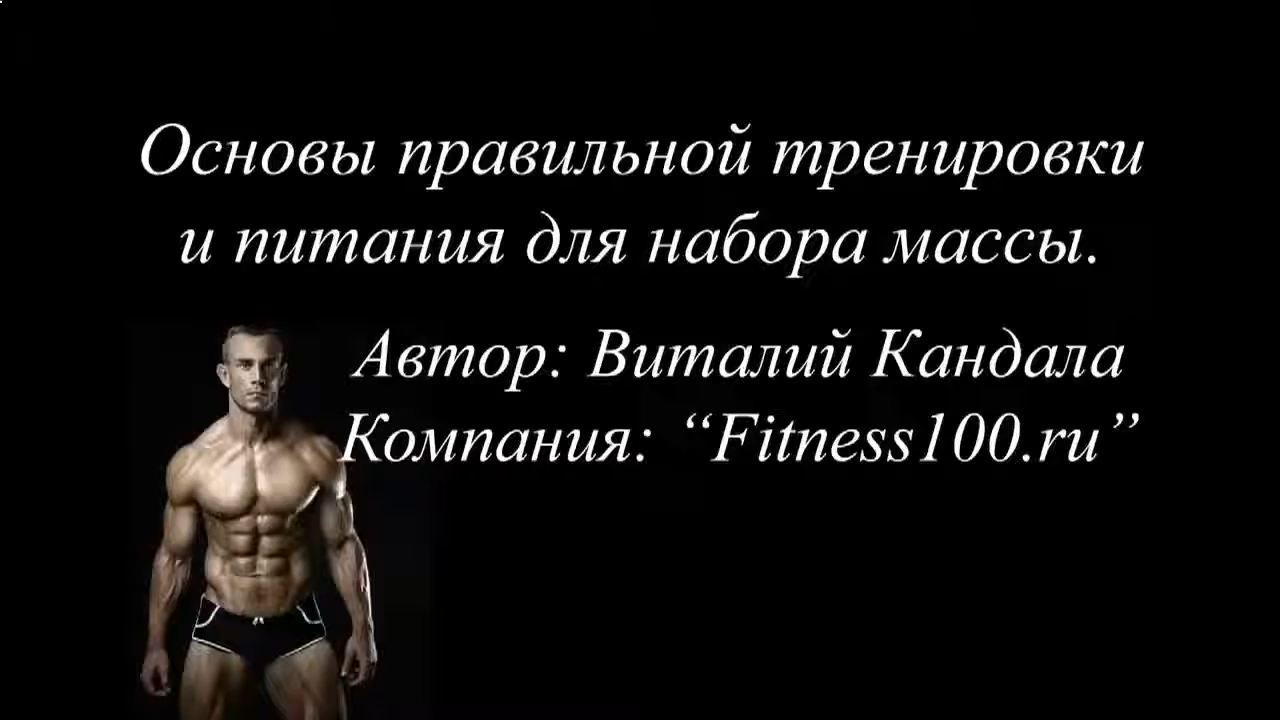 Основы правильной тренировки
и питания для набора массы.
Автор: Виталий Кандала
Компания: “Fitness100.ru”